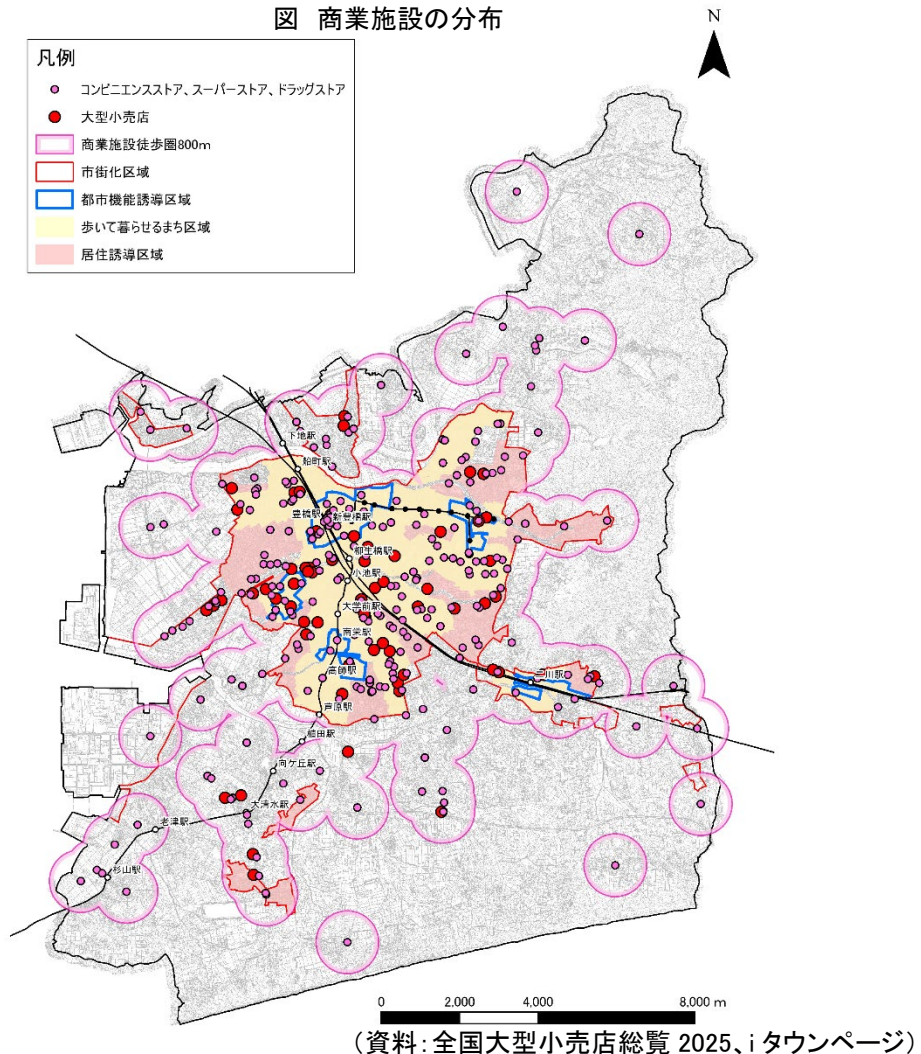 図 商業施設の分布
N
凡例
コンビニエンスストア、スーパーストア、ドラッグストア
大型小売店
商業施設徒歩圏800m
市街化区域
都市機能誘導区域
歩いて暮らせるまち区域
居住誘導区域
下地駅
船町駅
豊橋駅
新豊橋駅
柳生橋駅
小池駅
大学前駅
南栄駅
高師駅
二川駅
芦原駅
植田駅
向ケ丘駅
大清水駅
老津駅
杉山駅
0 2,000 4,000 8,000 m
(資料:全国大型小売店総覧 2025、i タウンページ)